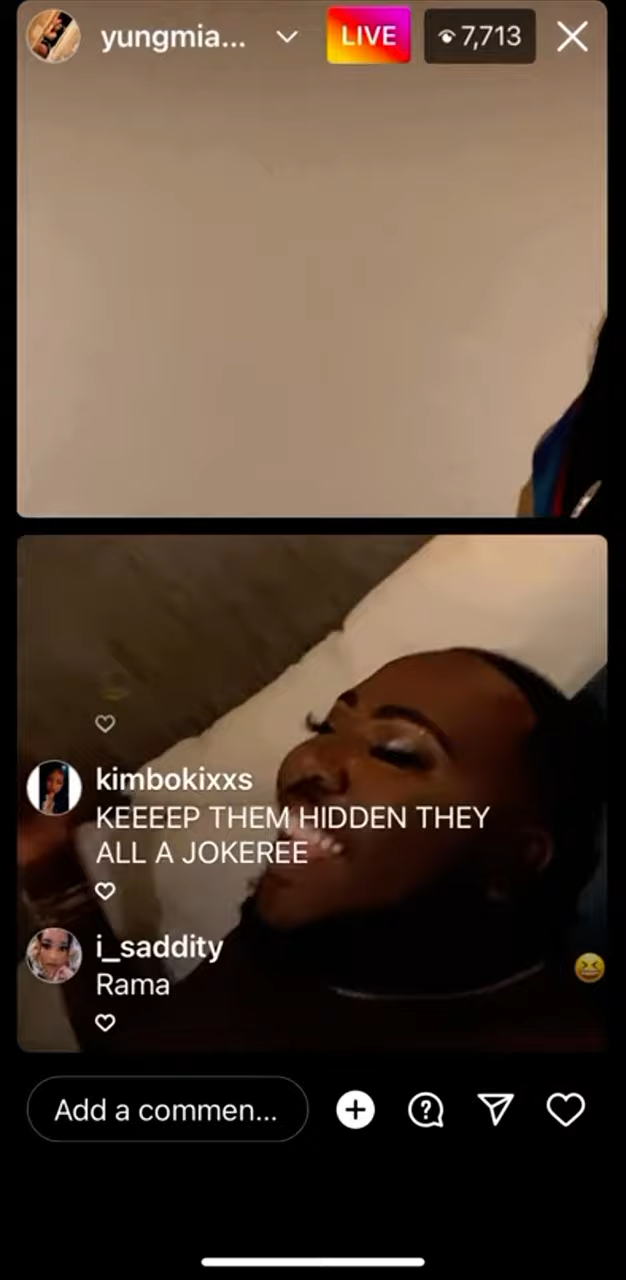 yungmia...
LIVE
7,713
kimbokixxs
KEEEEP THEM HIDDEN THEY
ALL A JOKEREE
i_saddity
Rama
Add a commen...